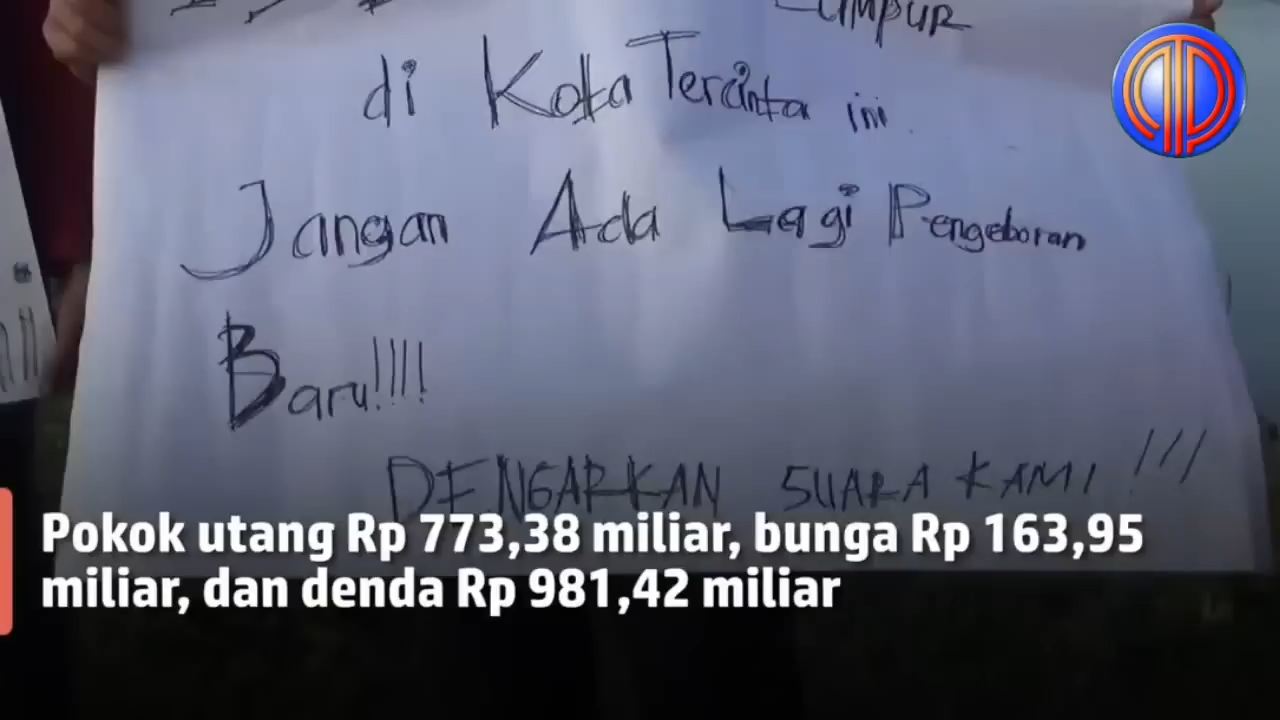 LUMPUR
di Kota Tercinta ini
Jangan Ada Lagi Pengeboran
Baru!!!!
DENGARKAN SUARA KAMI!!!
Pokok utang Rp 773,38 miliar, bunga Rp 163,95
miliar, dan denda Rp 981,42 miliar